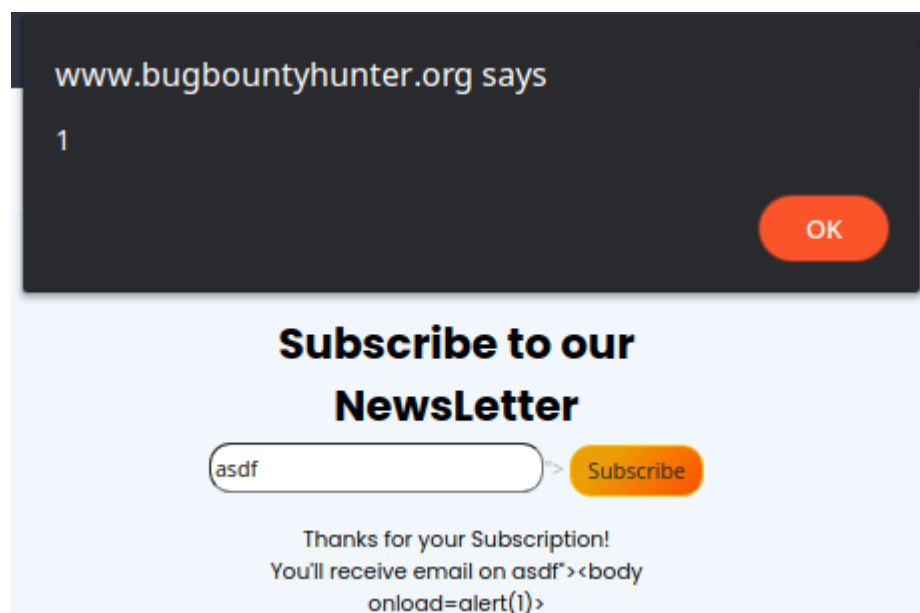 www.bugbountyhunter.org says
1
OK
Subscribe to our
NewsLetter
asdf"> Subscribe
Thanks for your Subscription!
You'll receive email on asdf"><body
onload=alert(1)>